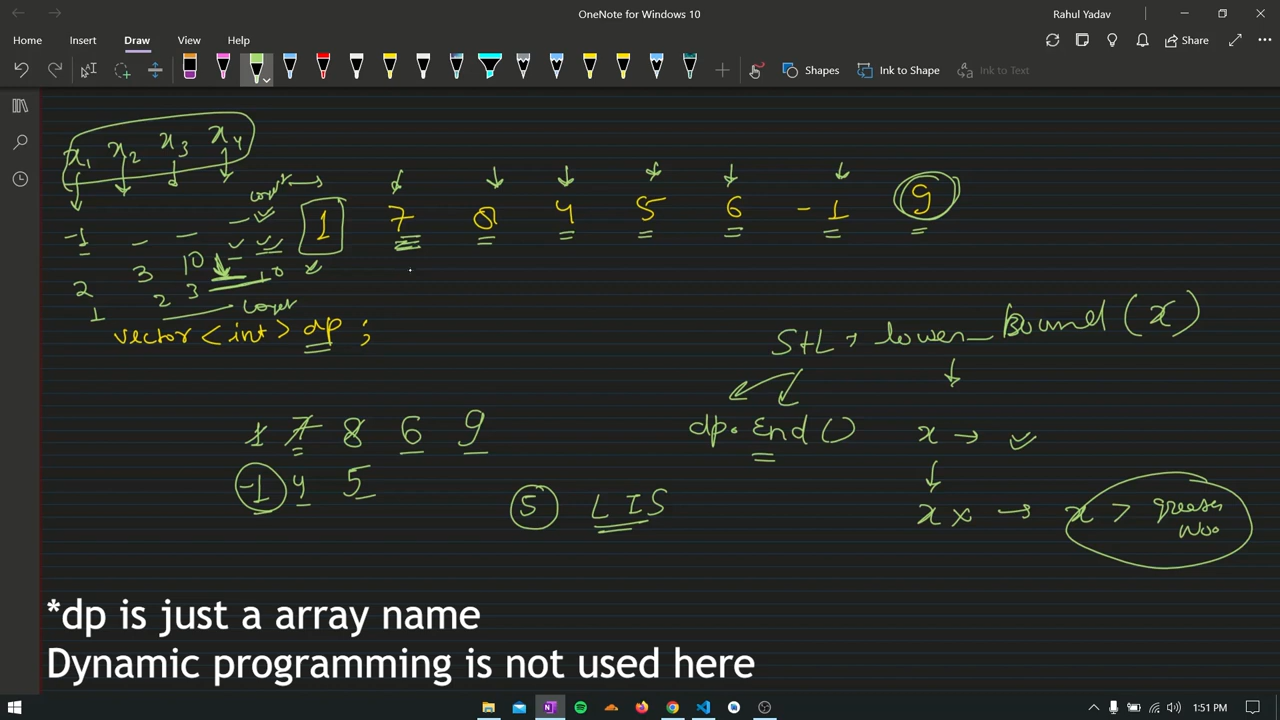 OneNote for Windows 10
Rahul Yadav
Home Insert Draw View Help
Share
Shapes Ink to Shape Ink to Text
x1 x2 x3 x4
1 7 8 4 5 6 -1 9
-1 - -
2 3 10
1 2 3 10
lower
vector <int> dp ;
STL → lower_Bound (x)
1 7 8 6 9
dp. End ()
x →
-1 4 5
5 LIS
x × → x >
*dp is just a array name
Dynamic programming is not used here
1:51 PM